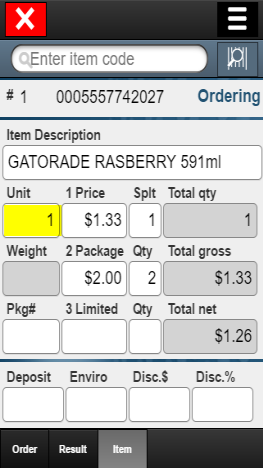 Enter item code
# 1 0005557742027 Ordering
Item Description
GATORADE RASBERRY 591ml
Unit 1 Price Splt Total qty
1 $1.33 1 1
Weight 2 Package Qty Total gross
$2.00 2 $1.33
Pkg# 3 Limited Qty Total net
$1.26
Deposit Enviro Disc.$ Disc.%
Order Result Item